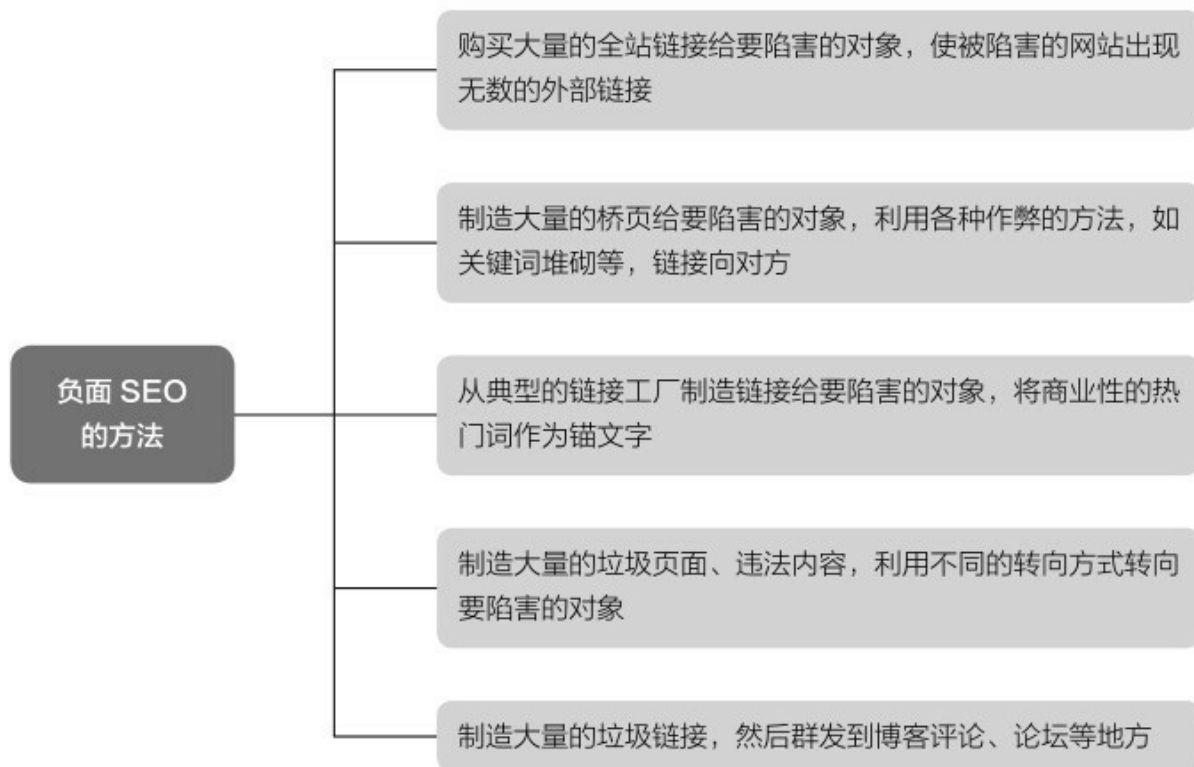 购买大量的全站链接给要陷害的对象，使被陷害的网站出现
无数的外部链接
制造大量的桥页给要陷害的对象，利用各种作弊的方法，如
关键词堆砌等，链接向对方
负面 SEO
的方法
从典型的链接工厂制造链接给要陷害的对象，将商业性的热
门词作为锚文字
制造大量的垃圾页面、违法内容，利用不同的转向方式转向
要陷害的对象
制造大量的垃圾链接，然后群发到博客评论、论坛等地方